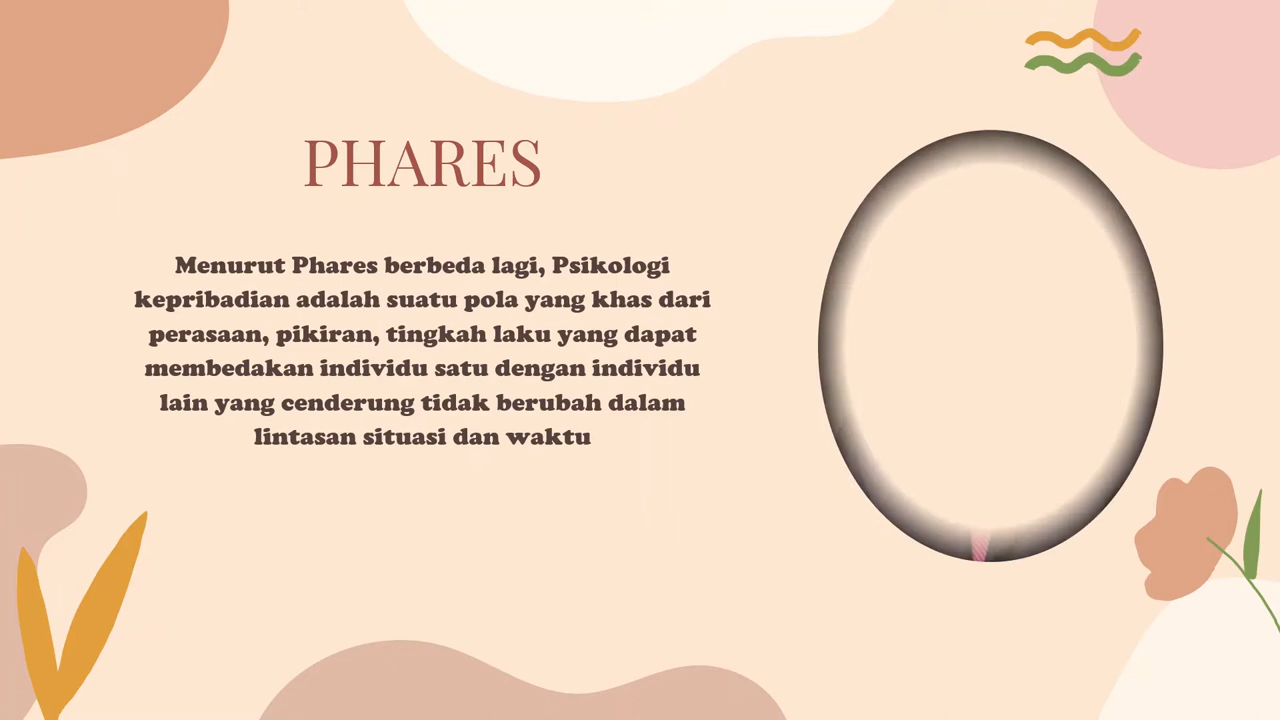 PHARES
Menurut Phares berbeda lagi, Psikologi
kepribadian adalah suatu pola yang khas dari
perasaan, pikiran, tingkah laku yang dapat
membedakan individu satu dengan individu
lain yang cenderung tidak berubah dalam
lintasan situasi dan waktu